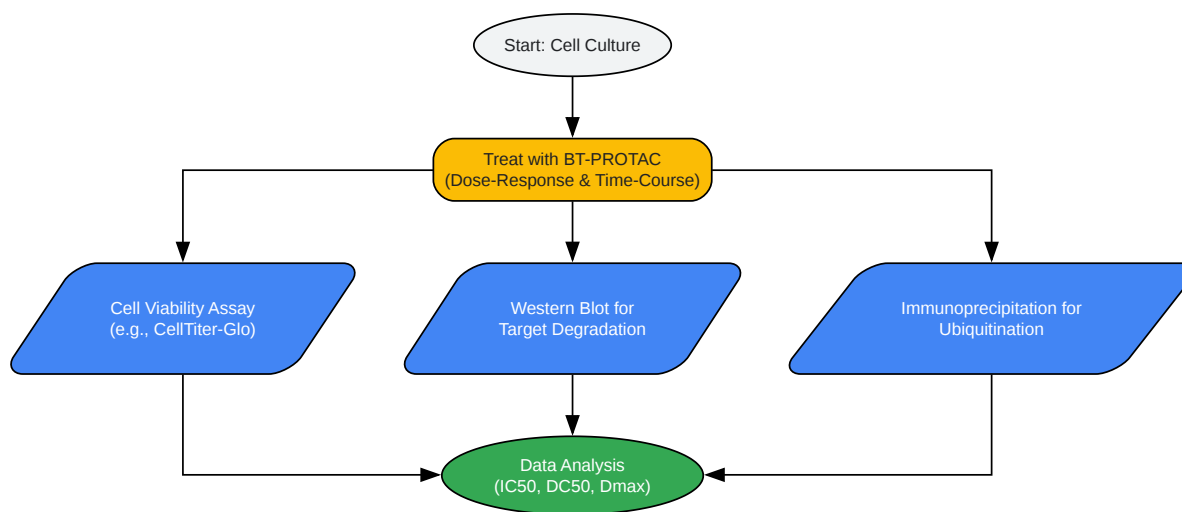 Start: Cell Culture
Treat with BT-PROTAC
(Dose-Response & Time-Course)
Cell Viability Assay
(e.g., CellTiter-Glo)
Western Blot for
Target Degradation
Immunoprecipitation for
Ubiquitination
Data Analysis
(IC50, DC50, Dmax)